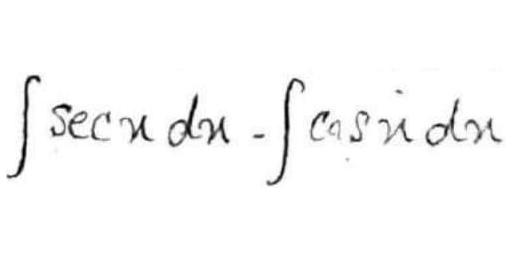 ∫ secx dx - ∫ cosx dx